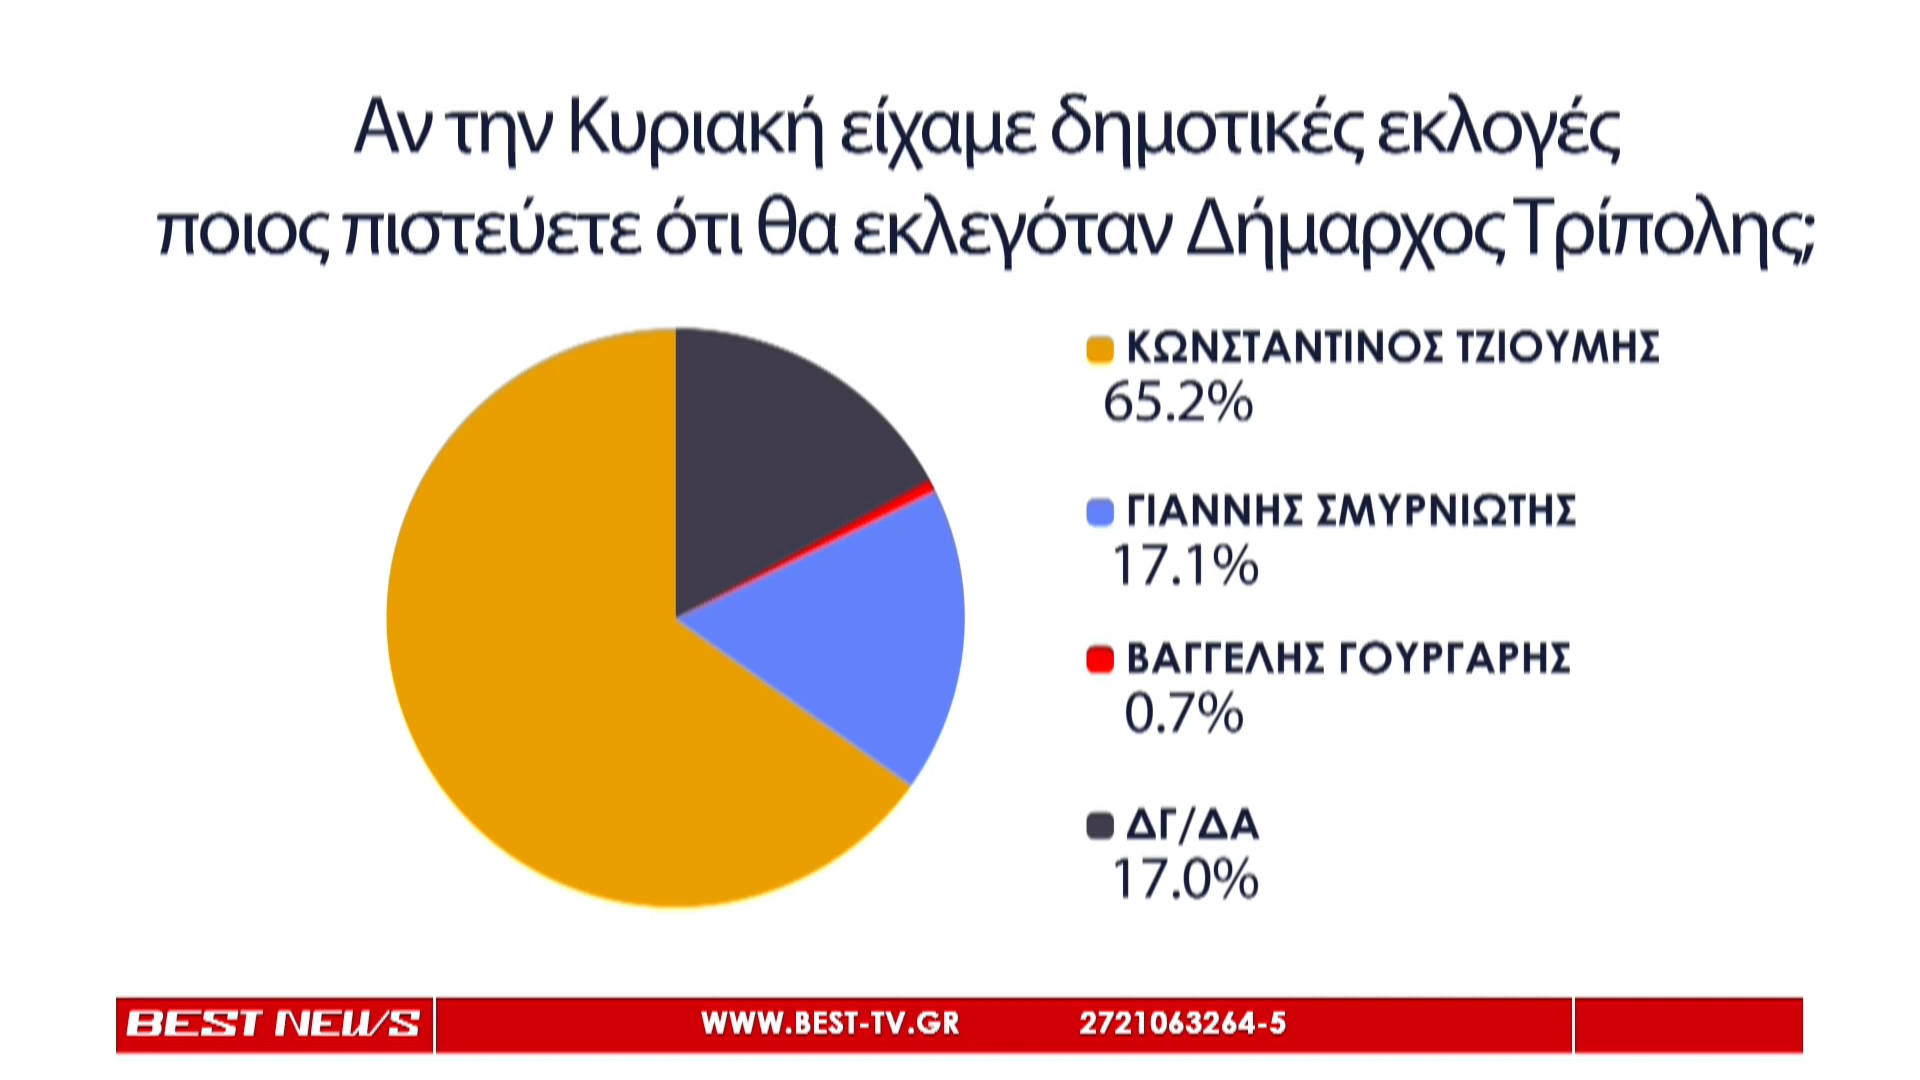 Αν την Κυριακή είχαμε δημοτικές εκλογές
ποιος πιστεύετε ότι θα εκλεγόταν Δήμαρχος Τρίπολης;
ΚΩΝΣΤΑΝΤΙΝΟΣ ΤΖΙΟΥΜΗΣ
65.2%
ΓΙΑΝΝΗΣ ΣΜΥΡΝΙΩΤΗΣ
17.1%
ΒΑΓΓΕΛΗΣ ΓΟΥΡΓΑΡΗΣ
0.7%
ΔΓ/ΔΑ
17.0%
BEST NEWS WWW.BEST-TV.GR 2721063264-5